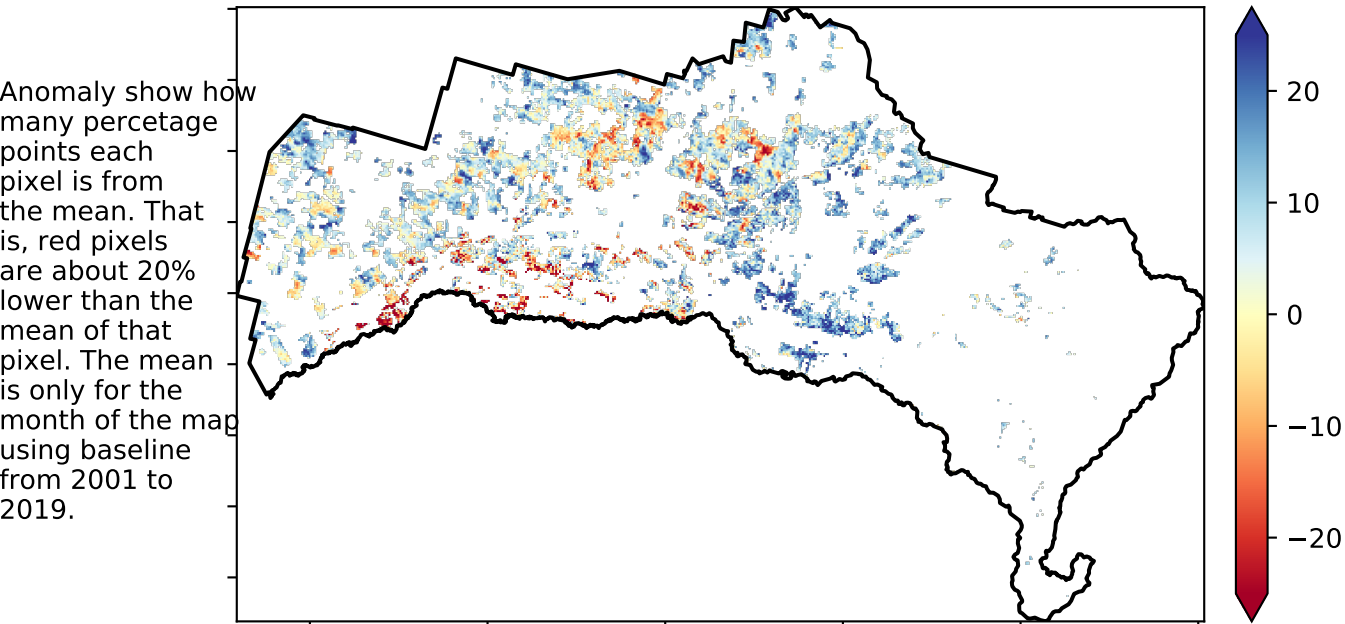 Anomaly show how
many percetage
points each
pixel is from
the mean. That
is, red pixels
are about 20%
lower than the
mean of that
pixel. The mean
is only for the
month of the map
using baseline
from 2001 to
2019.
20
10
0
−10
−20